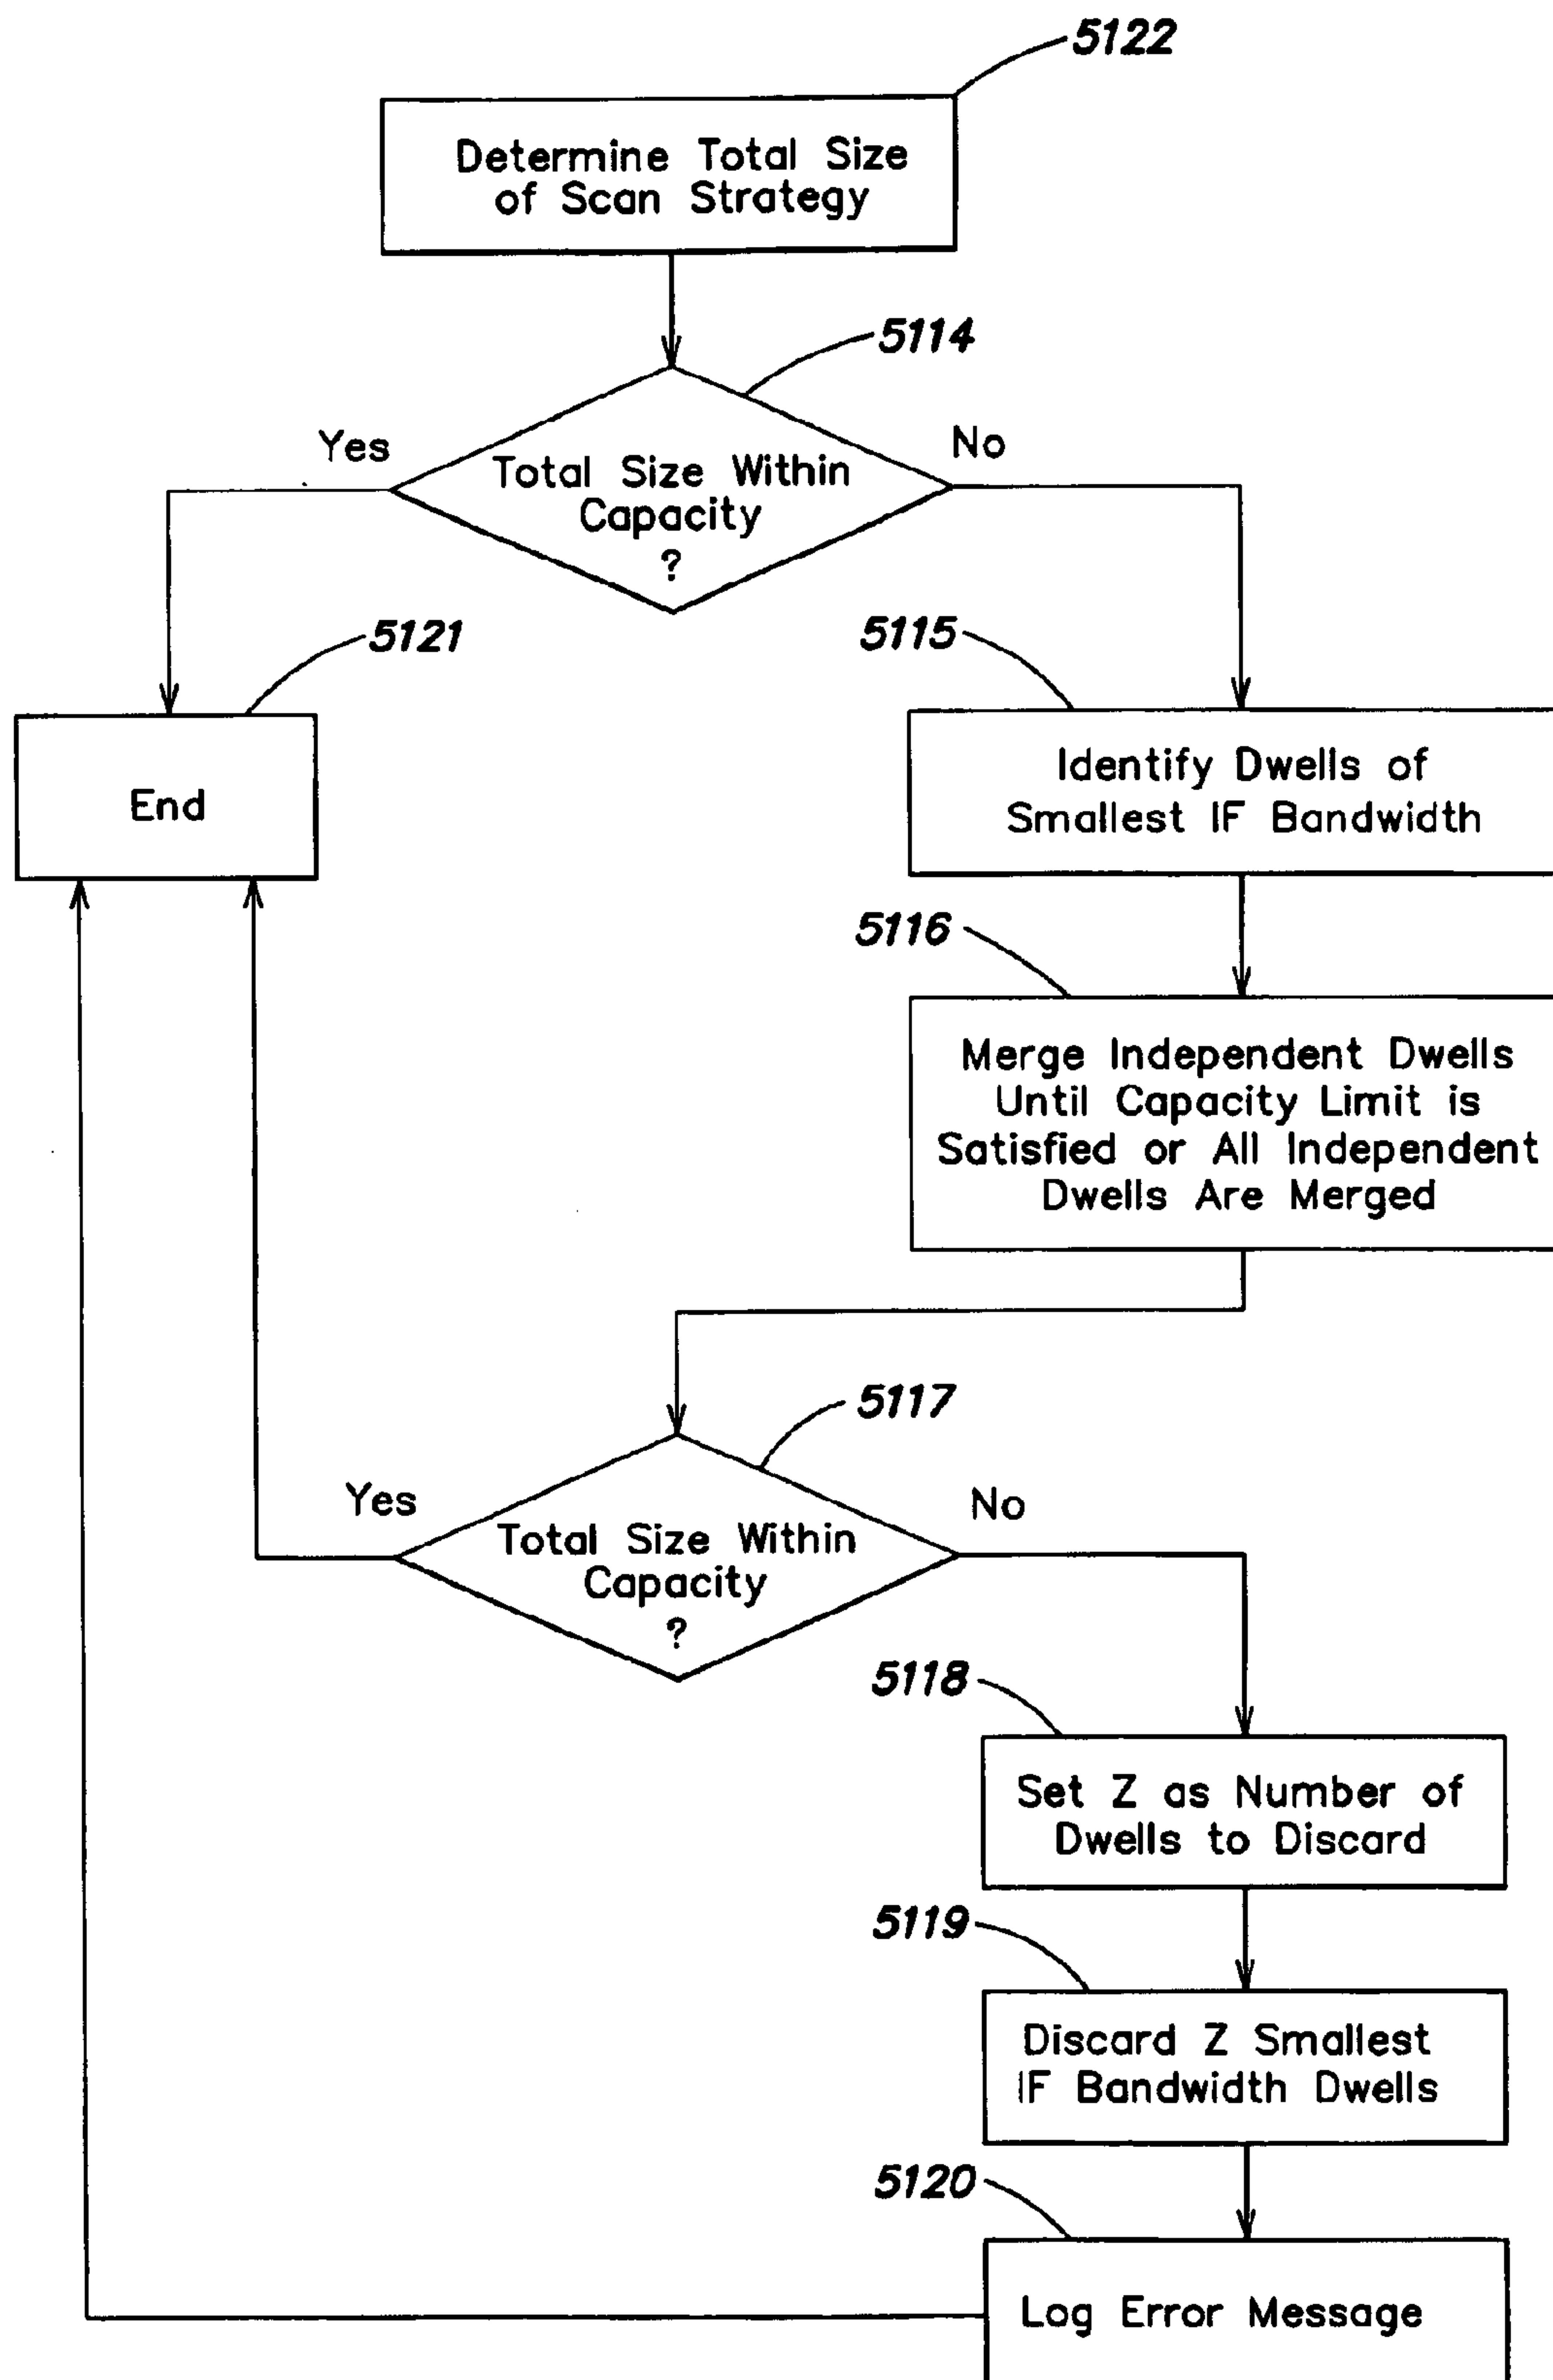 5122
Determine Total Size
of Scan Strategy
5114
Yes
No
Total Size Within
Capacity
?
5121
5115
End
Identify Dwells of
Smallest IF Bandwidth
5116
Merge Independent Dwells
Until Capacity Limit is
Satisfied or All Independent
Dwells Are Merged
5117
Yes
No
Total Size Within
Capacity
?
5118
Set Z as Number of
Dwells to Discard
5119
Discard Z Smallest
IF Bandwidth Dwells
5120
Log Error Message